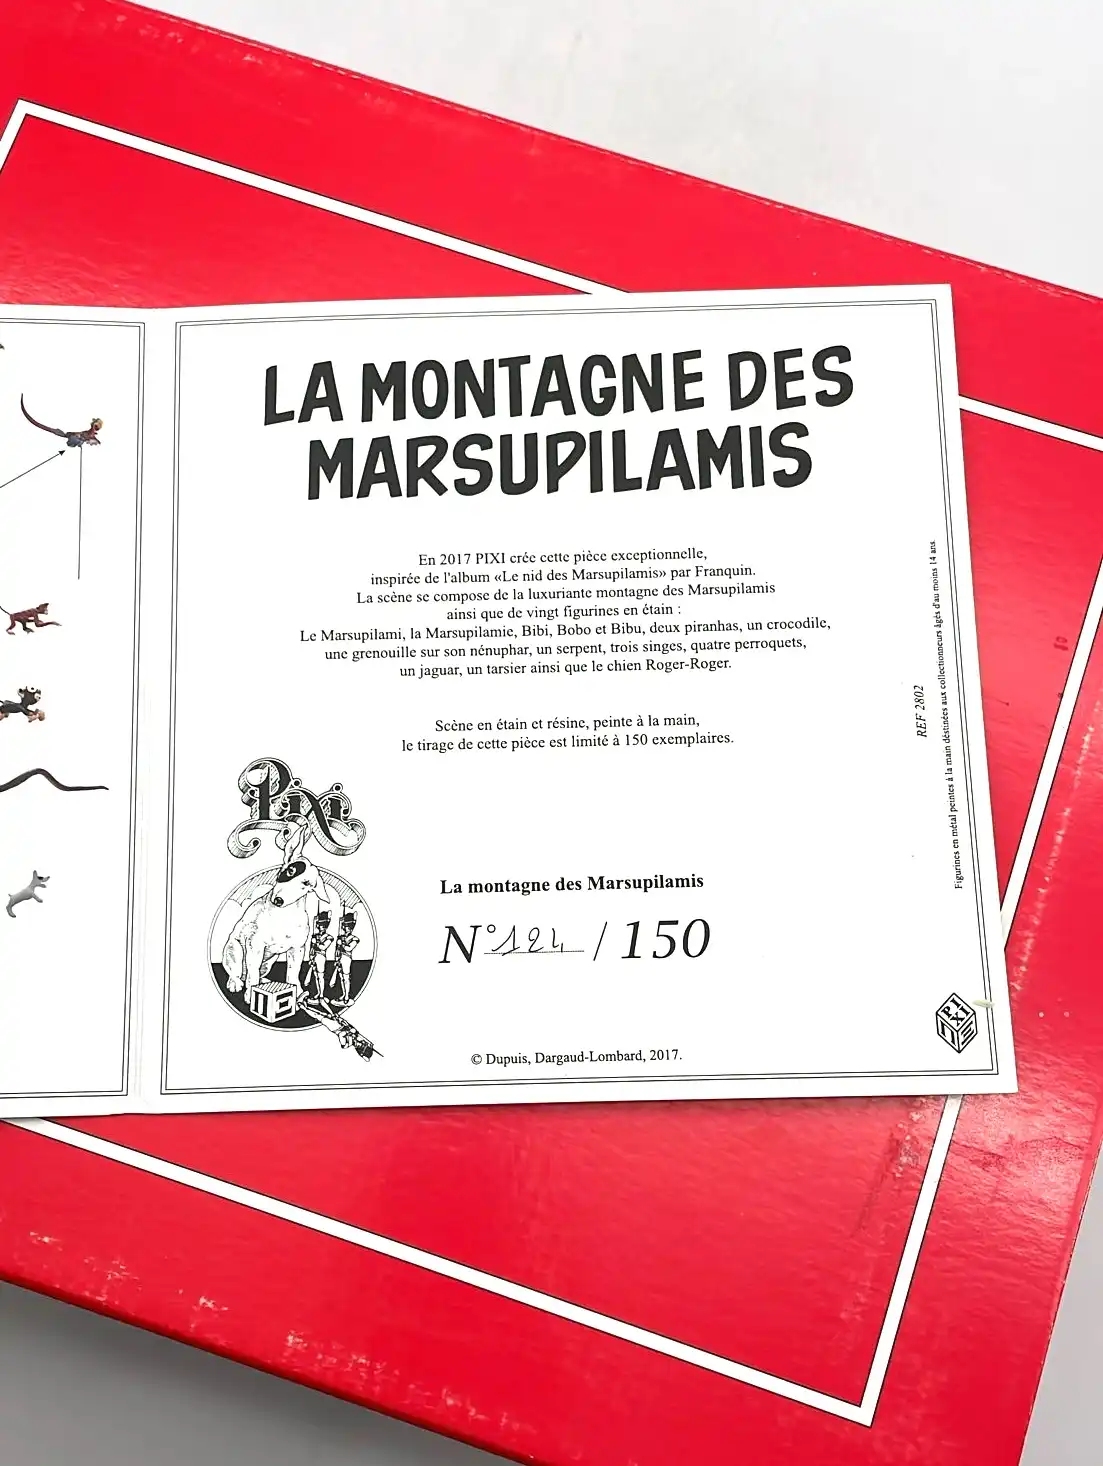 LA MONTAGNE DES
MARSUPILAMIS
En 2017 PIXI crée cette pièce exceptionnelle,
inspirée de l'album «Le nid des Marsupilamis» par Franquin.
La scène se compose de la luxuriante montagne des Marsupilamis
ainsi que de vingt figurines en étain :
Le Marsupilami, la Marsupilamie, Bibi, Bobo et Bibu, deux piranhas, un crocodile,
une grenouille sur son nénuphar, un serpent, trois singes, quatre perroquets,
un jaguar, un tarsier ainsi que le chien Roger-Roger.
Scène en étain et résine, peinte à la main,
le tirage de cette pièce est limité à 150 exemplaires.
Pixi
La montagne des Marsupilamis
N° 124 / 150
© Dupuis, Dargaud-Lombard, 2017.
REF 2802
Figurines en métal peintes à la main destinées aux collectionneurs âgés d'au moins 14 ans.
PIXI